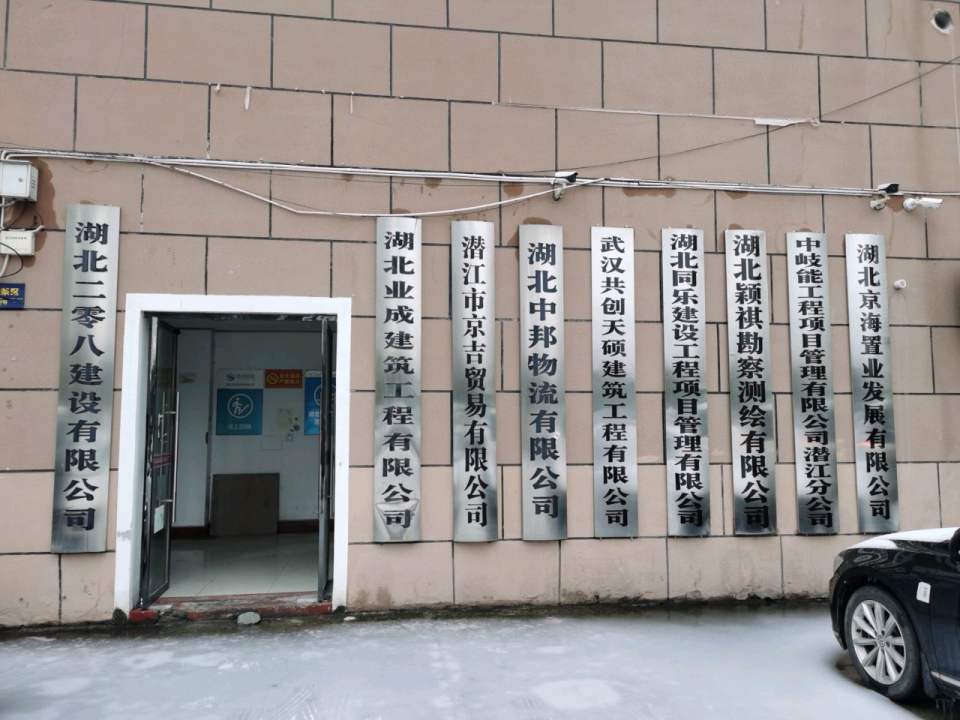 湖北二零八建设有限公司
湖北业成建筑工程有限公司
潜江市京吉贸易有限公司
湖北中邦物流有限公司
武汉共创天硕建筑工程有限公司
湖北同乐建设工程项目管理有限公司
湖北颖祺勘察测绘有限公司
中岐能工程项目管理有限公司潜江分公司
湖北京海置业发展有限公司